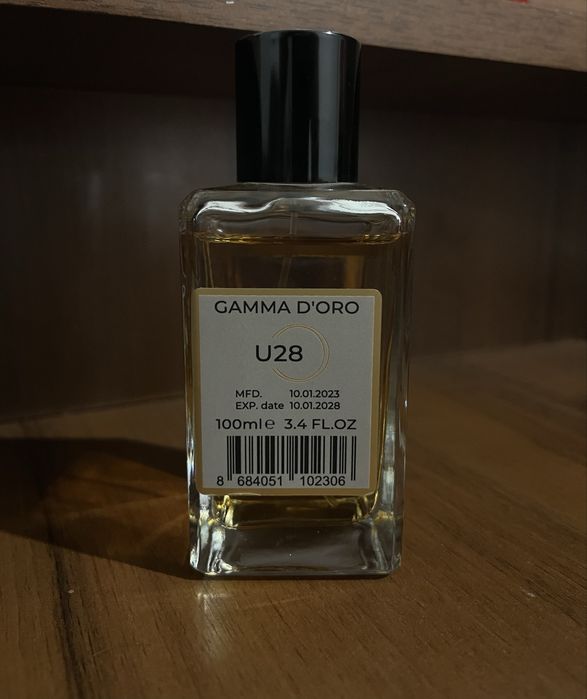 GAMMA D'ORO
U28
MFD. 10.01.2023
EXP. date 10.01.2028
100ml℮ 3.4 FL.OZ
8 684051 102306